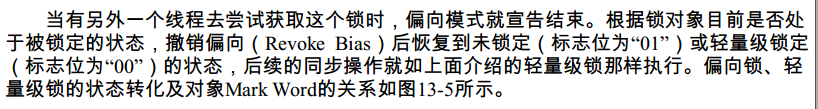 当有另外一个线程去尝试获取这个锁时，偏向模式就宣告结束。根据锁对象目前是否处
于被锁定的状态，撤销偏向（Revoke Bias）后恢复到未锁定（标志位为“01”）或轻量级锁定
（标志位为“00”）的状态，后续的同步操作就如上面介绍的轻量级锁那样执行。偏向锁、轻
量级锁的状态转化及对象Mark Word的关系如图13-5所示。